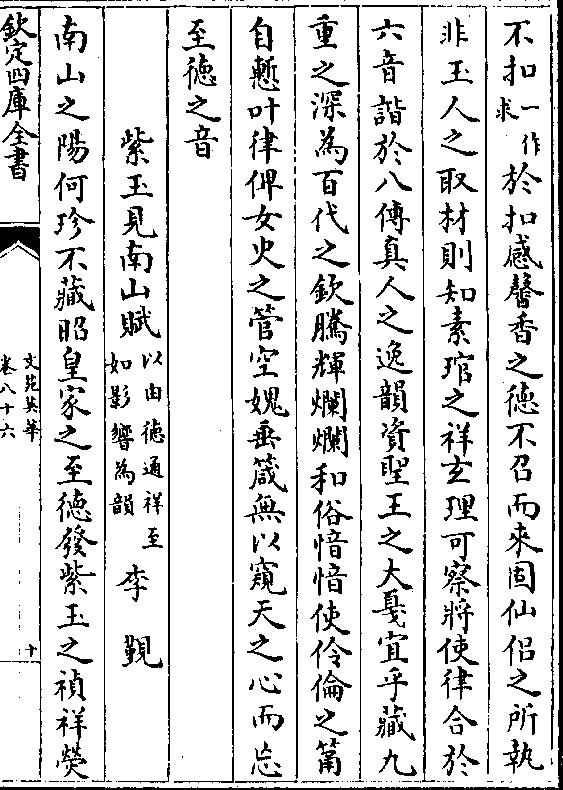 不扣一作求於扣感馨香之德不召而來固仙侣之所執
非玉人之取材則知素琯之祥玄理可察將使律合於
六音諧於八傳真人之逸韻資聖王之大戞宜乎藏九
重之深為百代之欽騰輝爛爛和俗愔愔使伶倫之筩
自慙叶律俾女史之管空媿垂箴無以窺天之心而忘
至德之音
紫玉見南山賦以由德通祥至如影響為韻 李覲
南山之陽何珍不藏昭皇家之至德發紫玉之禎祥熒
欽定四庫全書
文苑英華
卷八十六
十